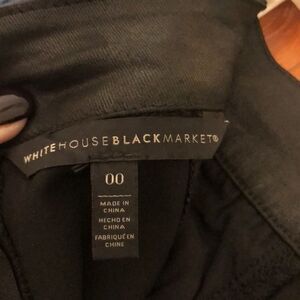 WHITEHOUSEBLACKMARKET®
00
MADE IN
CHINA
HECHO EN
CHINA
FABRIQUÉ EN
CHINE